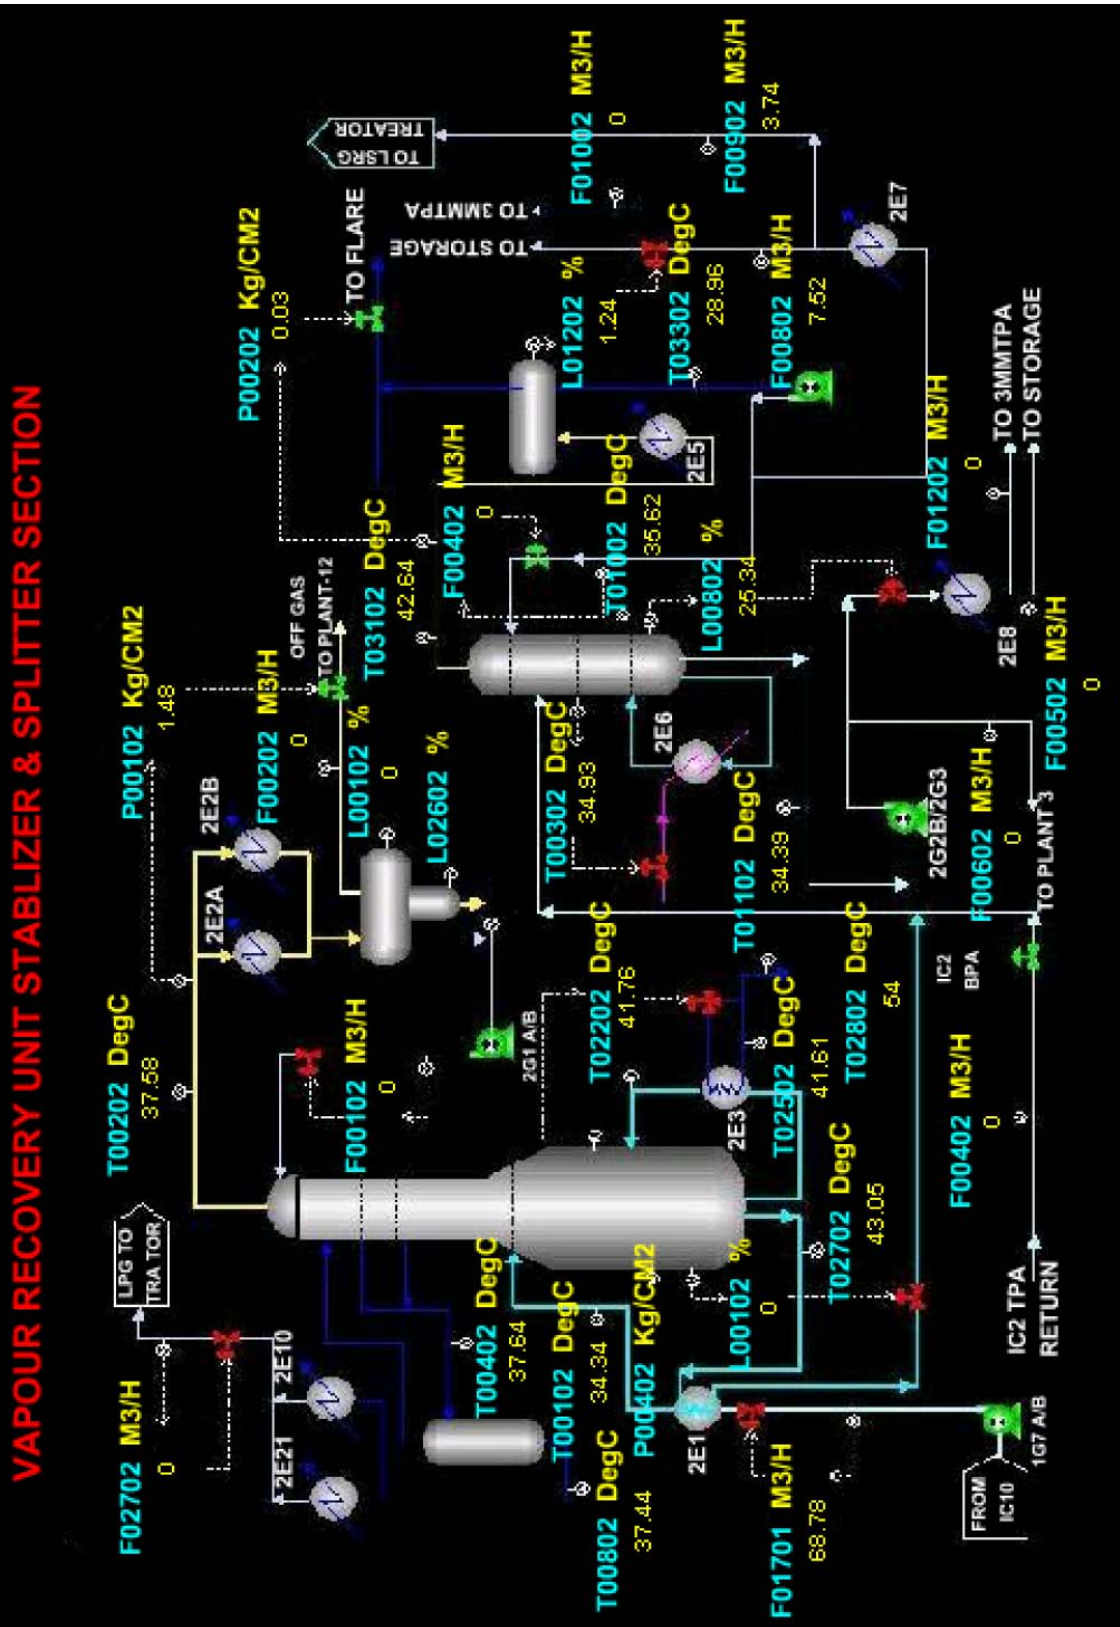 VAPOUR RECOVERY UNIT STABLIZER & SPLITTER SECTION
F02702 M3/H
0
LPG TO
TRA TOR
2E21
2E10
T00202 DegC
37.58
P00102 Kg/CM2
1.48
2E2A
2E2B
F00202 M3/H
0
OFF GAS
TO PLANT-12
P00202 Kg/CM2
0.03
TO FLARE
TO LSRG
TREATOR
L00102 %
0
L02602 %
F00102 M3/H
0
T03102 DegC
42.64
F00402 M3/H
0
TO STORAGE
TO 3MMTPA
L01202 %
1.24
F01002 M3/H
0
T03302 DegC
28.96
F00902 M3/H
3.74
F00802 M3/H
7.52
2E7
2E5
T01002 DegC
35.62
L00802 %
25.34
2G1 A/B
T00402 DegC
37.64
T00102 DegC
34.34
T00802 DegC
37.44
P00402 Kg/CM2
T02202 DegC
41.76
T00302 DegC
34.93
2E6
2E3
T01102 DegC
34.39
2E1
L00102 %
0
T02502 DegC
41.61
T02702 DegC
43.05
T02802 DegC
54
F01701 M3/H
68.78
2G2B/2G3
F01202 M3/H
0
TO 3MMTPA
TO STORAGE
2E8
F00602 M3/H
0
TO PLANT 3
F00502 M3/H
0
IC2
BPA
F00402 M3/H
0
IC2 TPA
RETURN
FROM
IC10
1G7 A/B